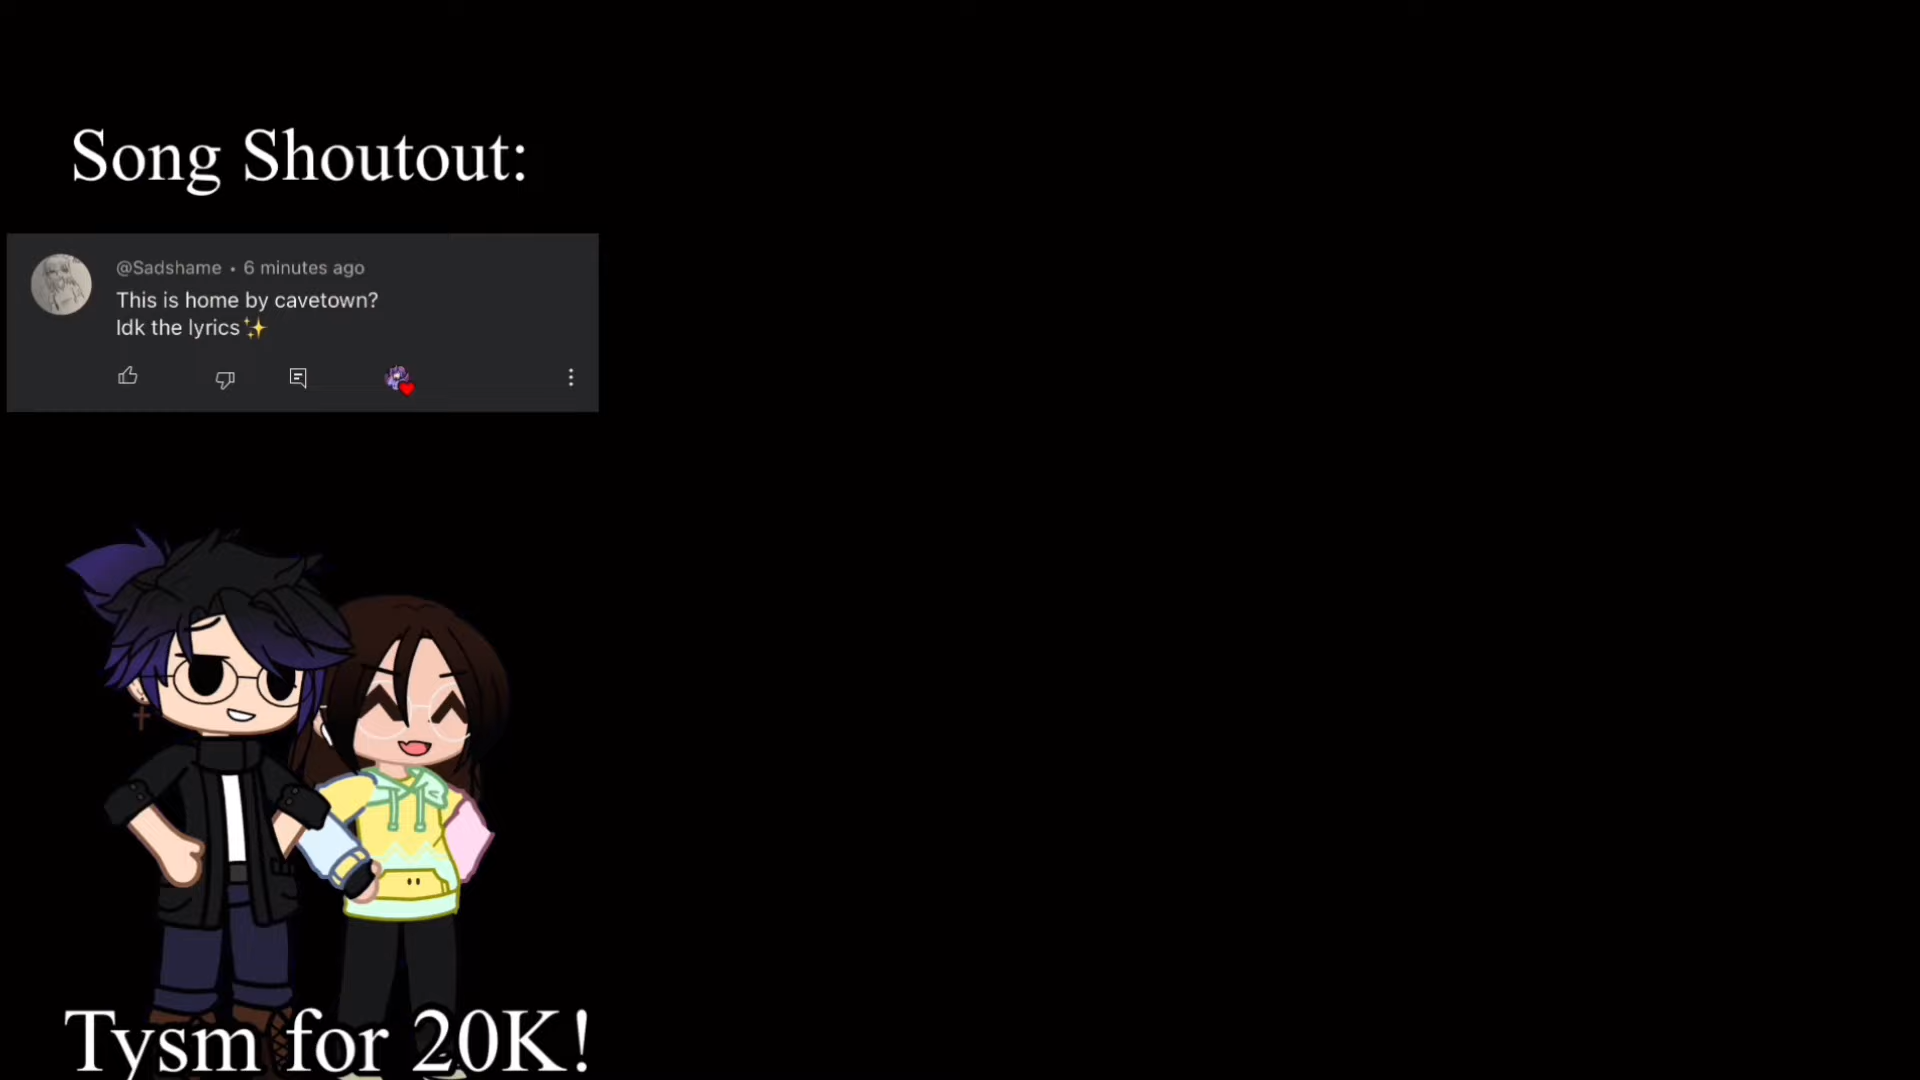 Song Shoutout:
@Sadshame • 6 minutes ago
This is home by cavetown?
Idk the lyrics✨
Tysm for 20K!